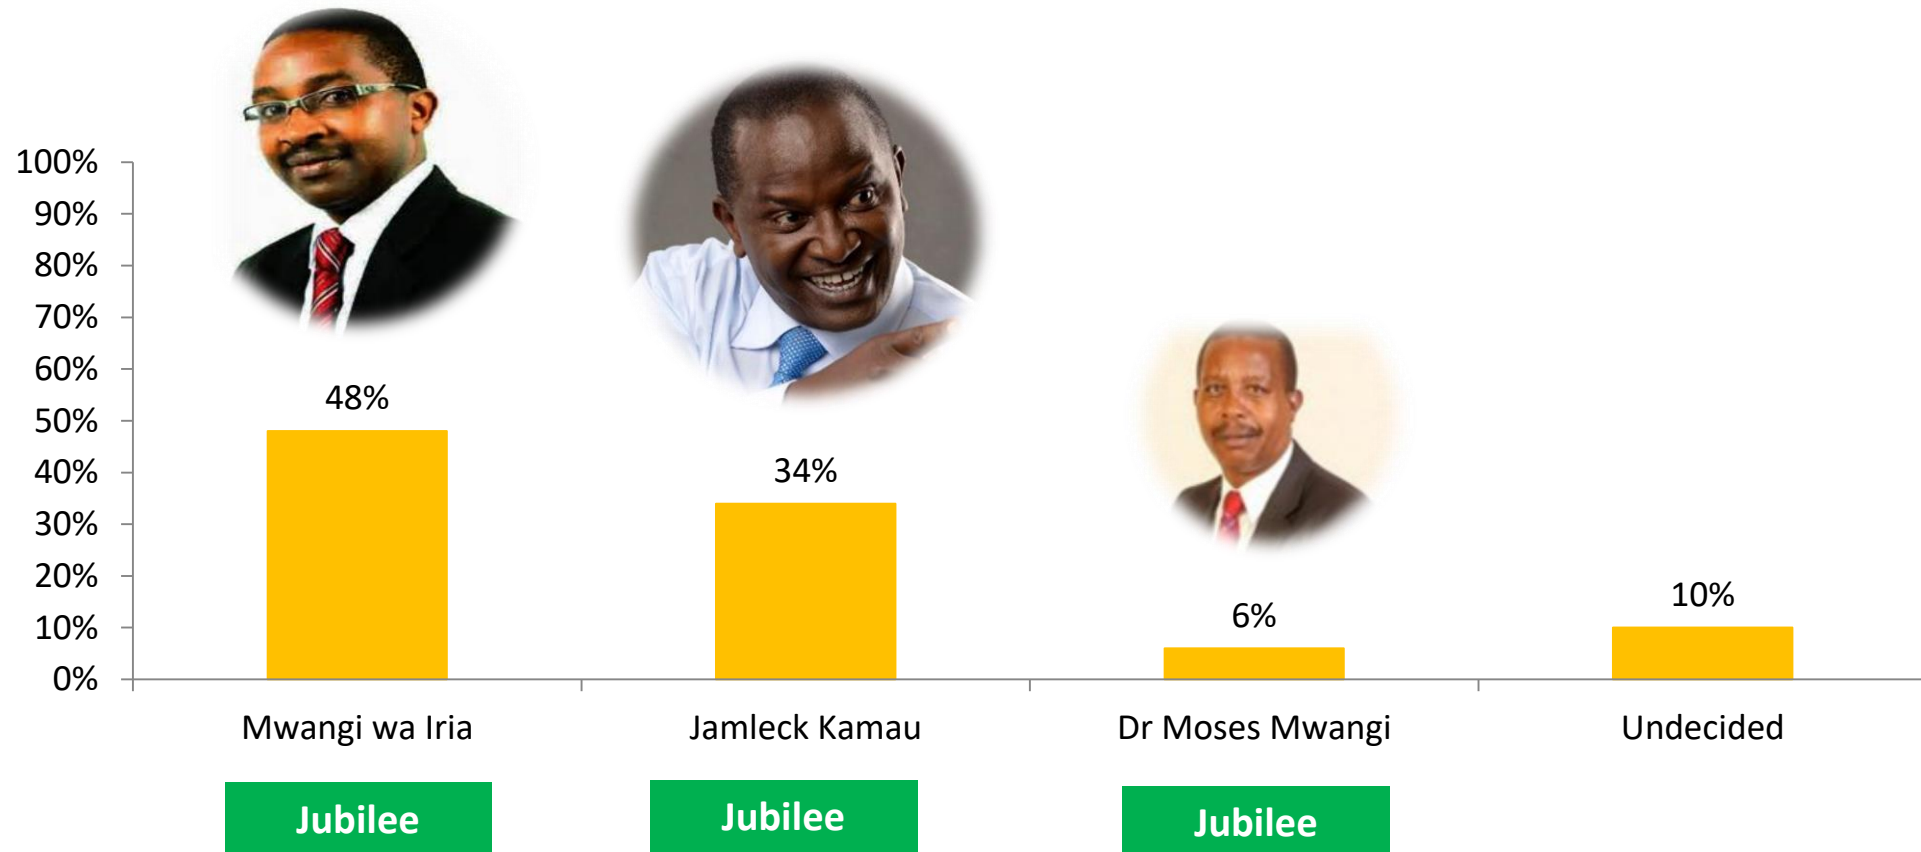 100%
90%
80%
70%
60%
50%
40%
30%
20%
10%
0%
48%
34%
6%
10%
Mwangi wa Iria
Jamleck Kamau
Dr Moses Mwangi
Undecided
Jubilee
Jubilee
Jubilee